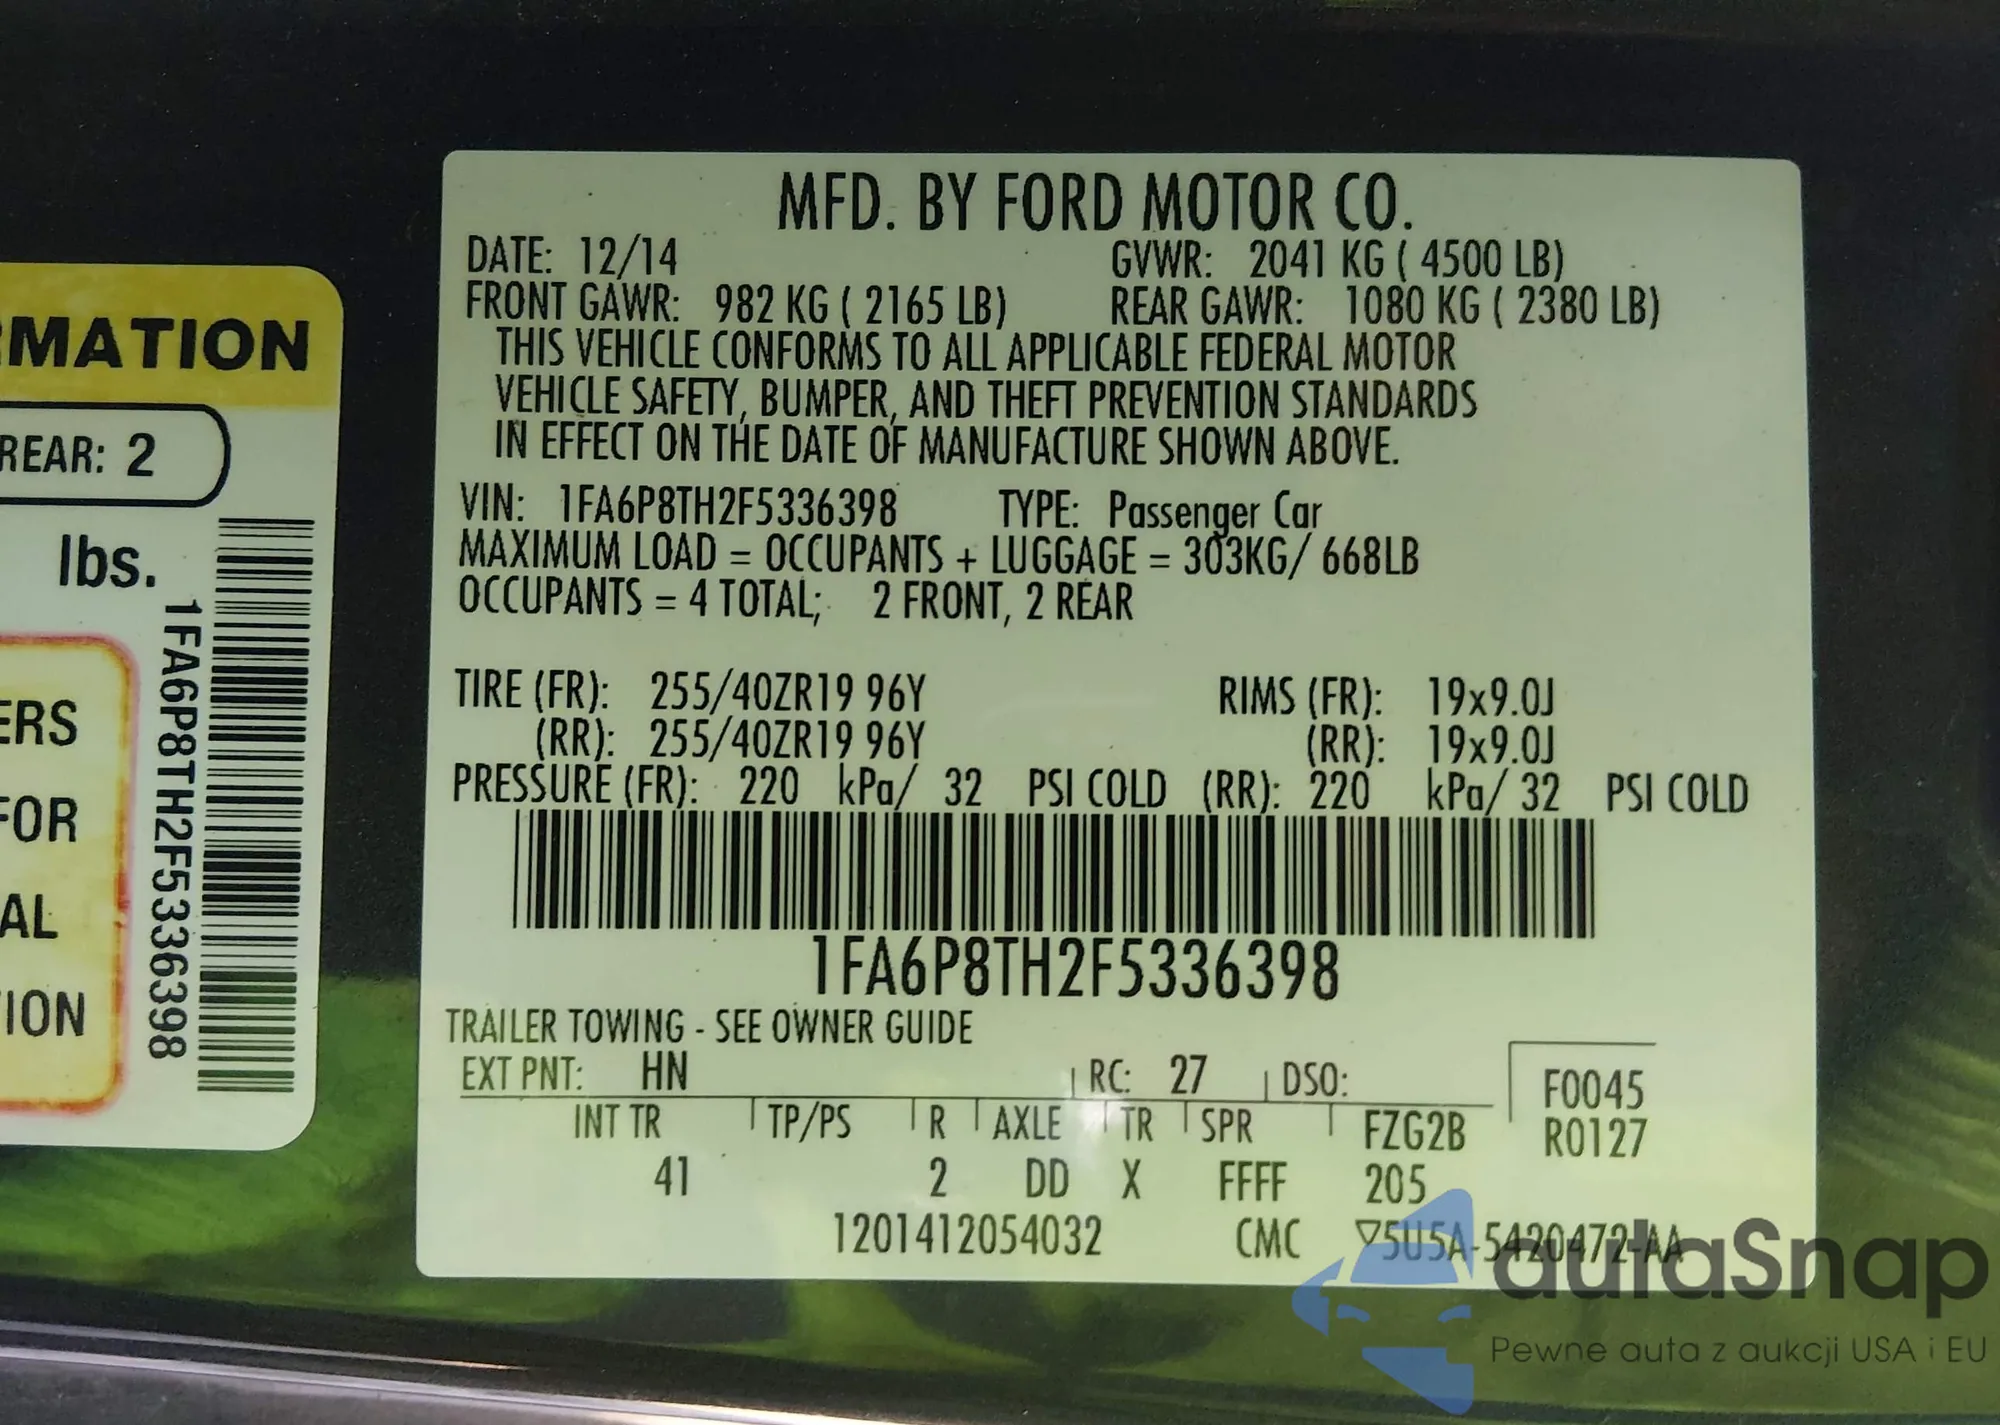 RMATION
REAR: 2
lbs.
ERS
FOR
AL
TION
1FA6P8TH2F5336398
MFD. BY FORD MOTOR CO.
DATE: 12/14 GVWR: 2041 KG ( 4500 LB)
FRONT GAWR: 982 KG ( 2165 LB) REAR GAWR: 1080 KG ( 2380 LB)
THIS VEHICLE CONFORMS TO ALL APPLICABLE FEDERAL MOTOR
VEHICLE SAFETY, BUMPER, AND THEFT PREVENTION STANDARDS
IN EFFECT ON THE DATE OF MANUFACTURE SHOWN ABOVE.
VIN: 1FA6P8TH2F5336398 TYPE: Passenger Car
MAXIMUM LOAD = OCCUPANTS + LUGGAGE = 303KG/ 668LB
OCCUPANTS = 4 TOTAL; 2 FRONT, 2 REAR
TIRE (FR): 255/40ZR19 96Y RIMS (FR): 19x9.0J
(RR): 255/40ZR19 96Y (RR): 19x9.0J
PRESSURE (FR): 220 kPa/ 32 PSI COLD (RR): 220 kPa/ 32 PSI COLD
1FA6P8TH2F5336398
TRAILER TOWING - SEE OWNER GUIDE
EXT PNT: HN RC: 27 DSO: F0045
INT TR TP/PS R AXLE TR SPR FZG2B R0127
41 2 DD X FFFF 205
1201412054032 CMC ▽5U5A-5420472-AA
autaSnap
Pewne auta z aukcji USA i EU